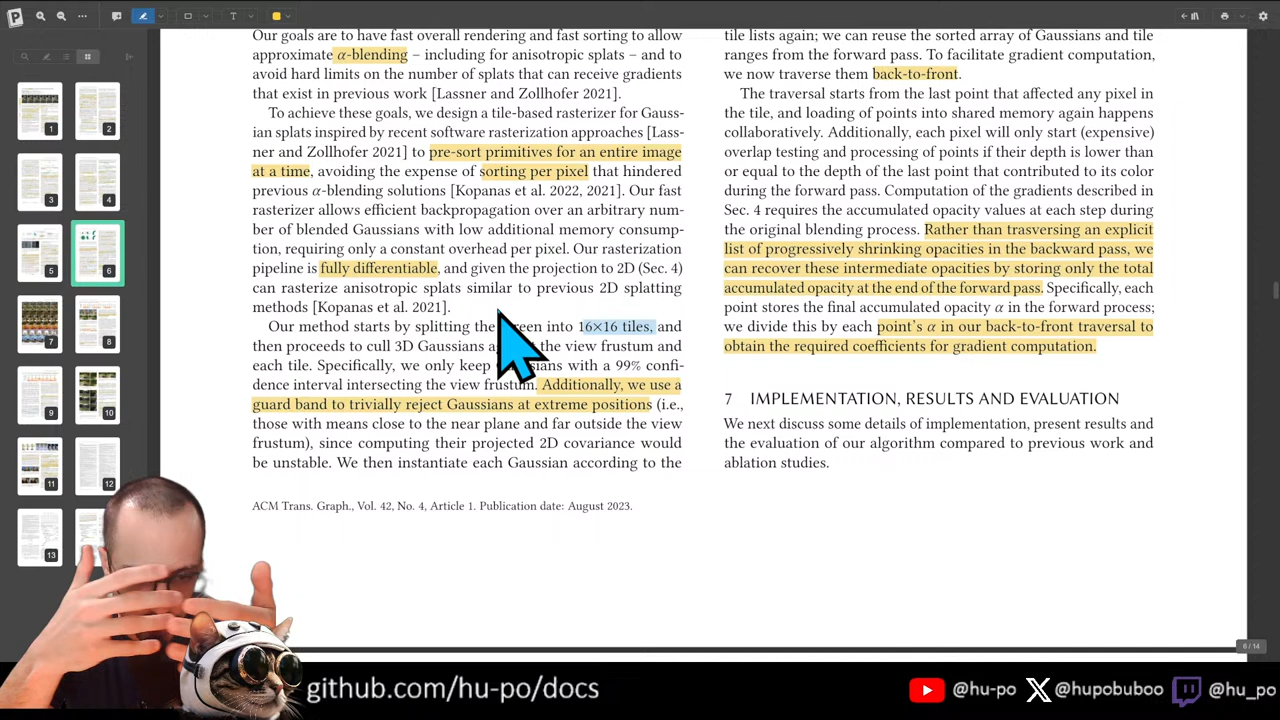 Our goals are to have fast overall rendering and fast sorting to allow
approximate α-blending – including for anisotropic splats – and to
avoid hard limits on the number of splats that can receive gradients
that exist in previous work [Lassner and Zollhofer 2021].
To achieve these goals, we design a tile-based rasterizer for Gauss-
ian splats inspired by recent software rasterization approaches [Lass-
ner and Zollhofer 2021] to pre-sort primitives for an entire image
at a time, avoiding the expense of sorting per pixel that hindered
previous α-blending solutions [Kopanas et al. 2022, 2021]. Our fast
rasterizer allows efficient backpropagation over an arbitrary num-
ber of blended Gaussians with low additional memory consump-
tion, requiring only a constant overhead per pixel. Our rasterization
pipeline is fully differentiable, and given the projection to 2D (Sec. 4)
can rasterize anisotropic splats similar to previous 2D splatting
methods [Kopanas et al. 2021].
Our method starts by splitting the screen into 16×16 tiles, and
then proceeds to cull 3D Gaussians the view frustum and
each tile. Specifically, we only keep Gaussians with a 99% confi-
dence interval intersecting the view frustum. Additionally, we use a
guard band to trivially reject Gaussians at extreme positions (i.e.,
those with means close to the near plane and far outside the view
frustum), since computing their projected 2D covariance would
be unstable. We then instantiate each Gaussian according to the
ACM Trans. Graph., Vol. 42, No. 4, Article 1. Publication date: August 2023.
tile lists again; we can reuse the sorted array of Gaussians and tile
ranges from the forward pass. To facilitate gradient computation,
we now traverse them back-to-front.
The traversal starts from the last point that affected any pixel in
the tile, and loading of points into shared memory again happens
collaboratively. Additionally, each pixel will only start (expensive)
overlap testing and processing of points if their depth is lower than
or equal to the depth of the last point that contributed to its color
during the forward pass. Computation of the gradients described in
Sec. 4 requires the accumulated opacity values at each step during
the original blending process. Rather than trasversing an explicit
list of progressively shrinking opacities in the backward pass, we
can recover these intermediate opacities by storing only the total
accumulated opacity at the end of the forward pass. Specifically, each
point stores the final accumulated opacity α in the forward process;
we divide this by each point's α in our back-to-front traversal to
obtain the required coefficients for gradient computation.
7 IMPLEMENTATION, RESULTS AND EVALUATION
We next discuss some details of implementation, present results and
the evaluation of our algorithm compared to previous work and
ablation studies.
1
2
3
4
5
6
7
8
9
10
11
12
13
6 / 14
github.com/hu-po/docs
@hu-po
@hupobuboo
@hu_po